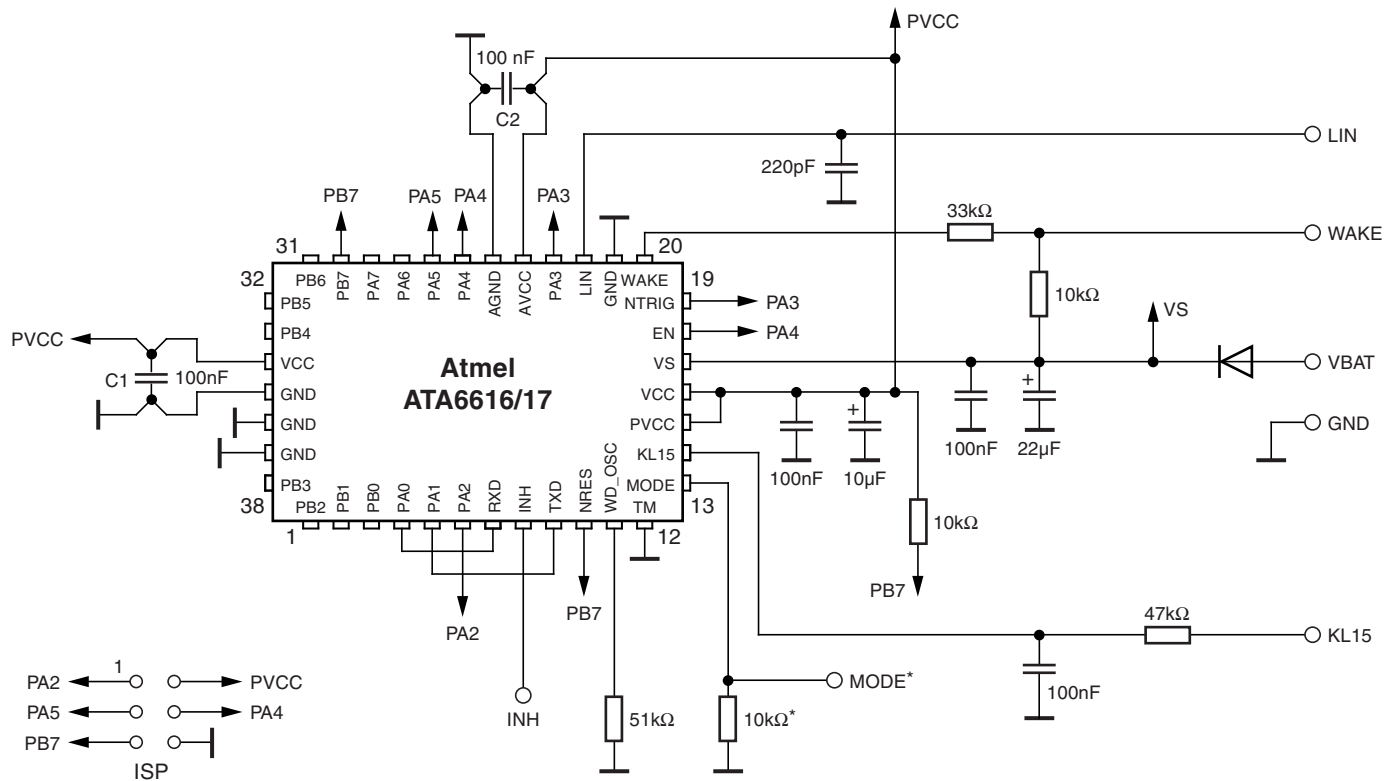 PVCC
100 nF
C2
LIN
220pF
PB7
PA5
PA4
PA3
33kΩ
WAKE
31
20
PB6
PB7
PA7
PA6
PA5
PA4
AGND
AVCC
PA3
LIN
GND
WAKE
32
19
PB5
NTRIG
PA3
10kΩ
VS
PVCC
PB4
EN
PA4
C1
100nF
VCC
Atmel
ATA6616/17
VS
VBAT
GND
VCC
+
+
GND
PVCC
GND
100nF
22µF
GND
KL15
100nF
10µF
PB3
MODE
38
13
PB2
PB1
PB0
PA0
PA1
PA2
RXD
INH
TXD
NRES
WD_OSC
TM
1
12
10kΩ
PB7
PA2
PB7
47kΩ
KL15
1
PA2
PVCC
MODE*
100nF
PA5
PA4
INH
51kΩ
10kΩ*
PB7
ISP